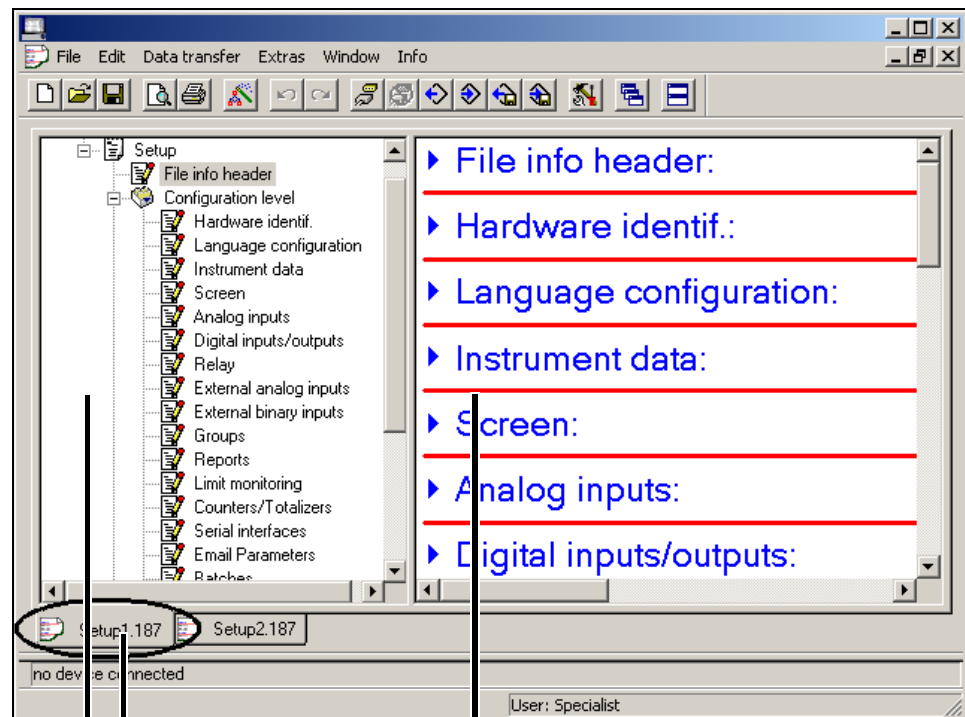 File Edit Data transfer Extras Window Info
Setup
File info header
Configuration level
Hardware identif.
Language configuration
Instrument data
Screen
Analog inputs
Digital inputs/outputs
Relay
External analog inputs
External binary inputs
Groups
Reports
Limit monitoring
Counters/Totalizers
Serial interfaces
Email Parameters
Batches
File info header:
Hardware identif.:
Language configuration:
Instrument data:
Screen:
Analog inputs:
Digital inputs/outputs:
Setup1.187 Setup2.187
no device connected
User: Specialist